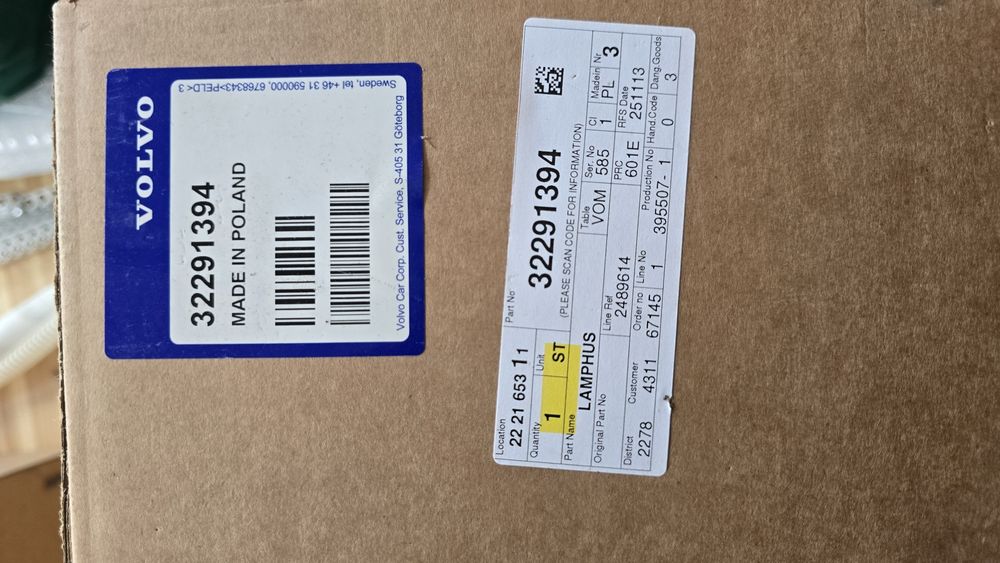 VOLVO
32291394
MADE IN POLAND
Volvo Car Corp. Cust. Service, S-405 31 Göteborg
Sweden, tel +46 31 590000, 6768343>PELD< 3
Location
22 21 653 1 1
Part No
32291394
Quantity
1
Unit
ST
(PLEASE SCAN CODE FOR INFORMATION)
Part Name
LAMPHUS
Table
VOM
Ser. No
585
Cl
1
Madein
PL
Nr
3
Original Part No
Line Ref
2489614
PRC
601E
RFS Date
251113
District
2278
Customer
4311
Order no
67145
Line No
1
Production No
395507- 1
Hand.Code
0
Dang.Goods
3